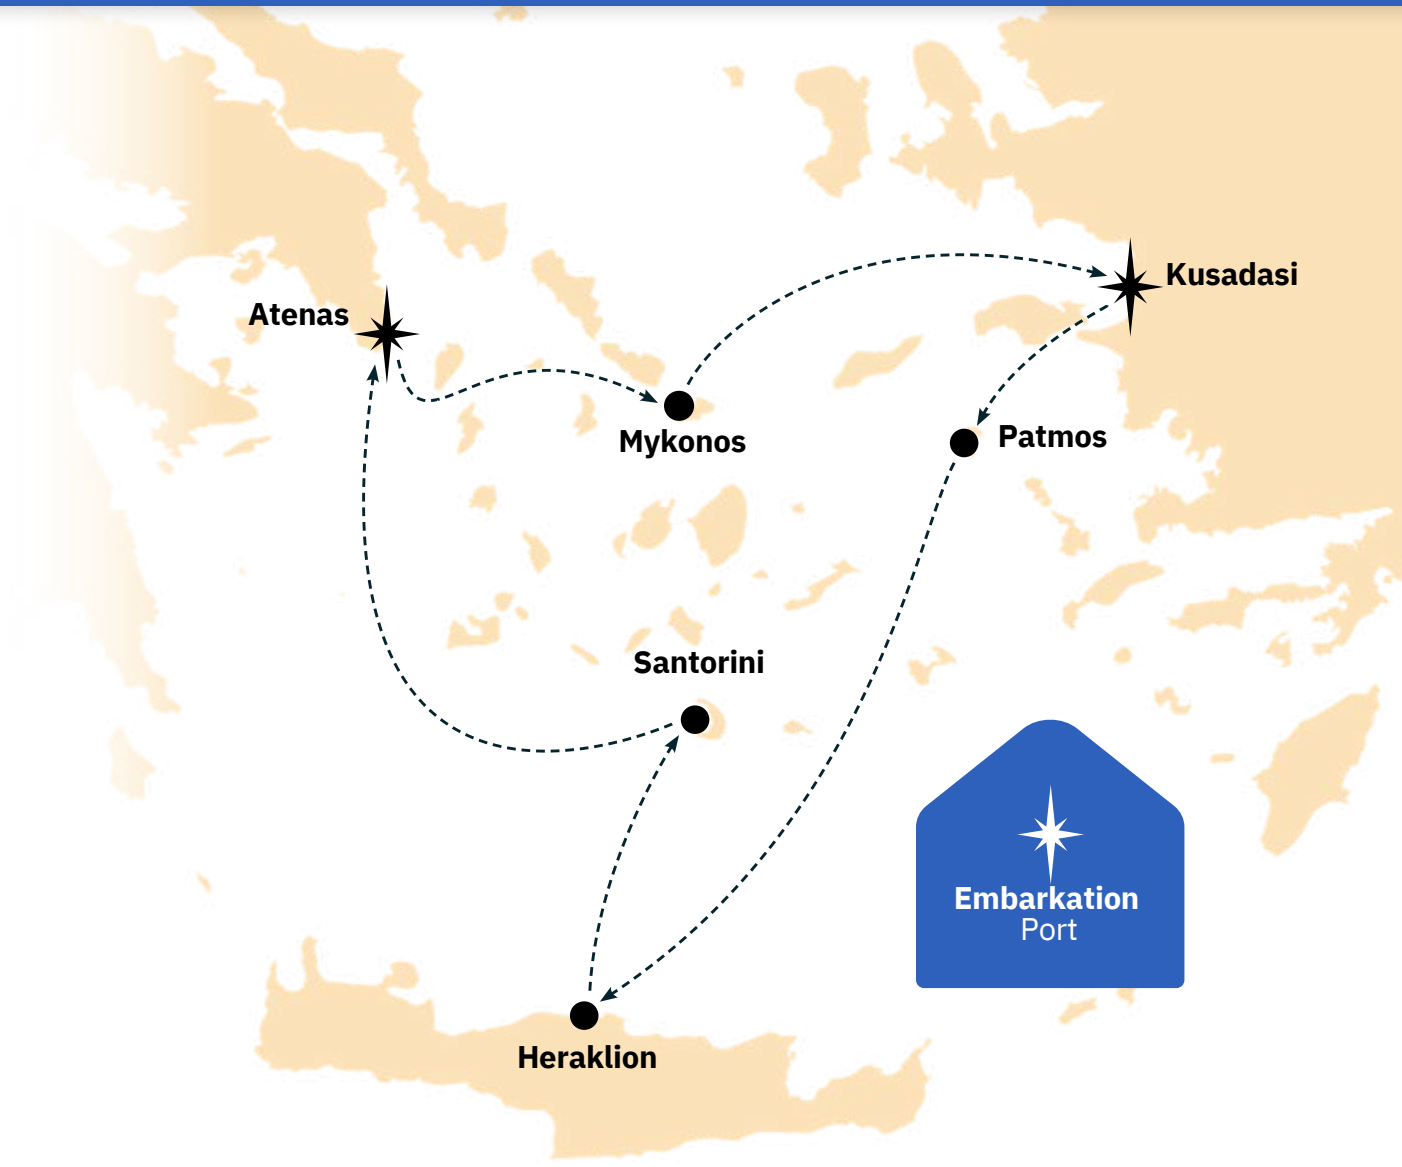 Kusadasi
Atenas
Mykonos
Patmos
Santorini
Embarkation
Port
Heraklion